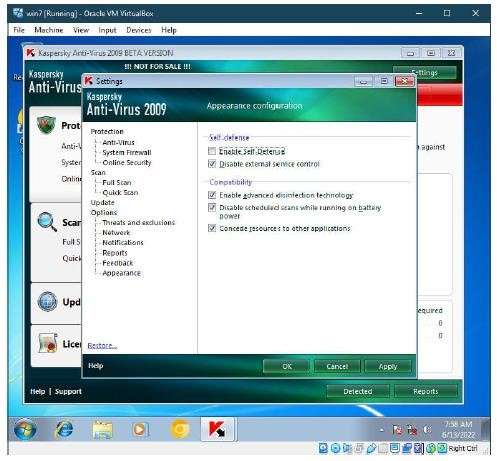 win7 [Running] - Oracle VM VirtualBox
File Machine View Input Devices Help
Kaspersky Anti-Virus 2009 BETA VERSION
!!! NOT FOR SALE !!!
Kaspersky
Anti-Virus
Settings
Settings
Kaspersky
Anti-Virus 2009
Appearance configuration
Protection
Anti-Virus
System Firewall
Online Security
Scan
Full Scan
Quick Scan
Update
Options
Threats and exclusions
Network
Notifications
Reports
Feedback
Appearance
Restore...
Self-defense
Enable Self-Defense
Disable external service control
Compatibility
Enable advanced disinfection technology
Disable scheduled scans while running on battery
power
Concede resources to other applications
Help
OK Cancel Apply
Prot
Anti-V
System
Onlin
against
Scan
Full S
Quick
Upd
equired
0
0
Licen
Help | Support
Detected Reports
7:58 AM
6/13/2022
Right Ctrl